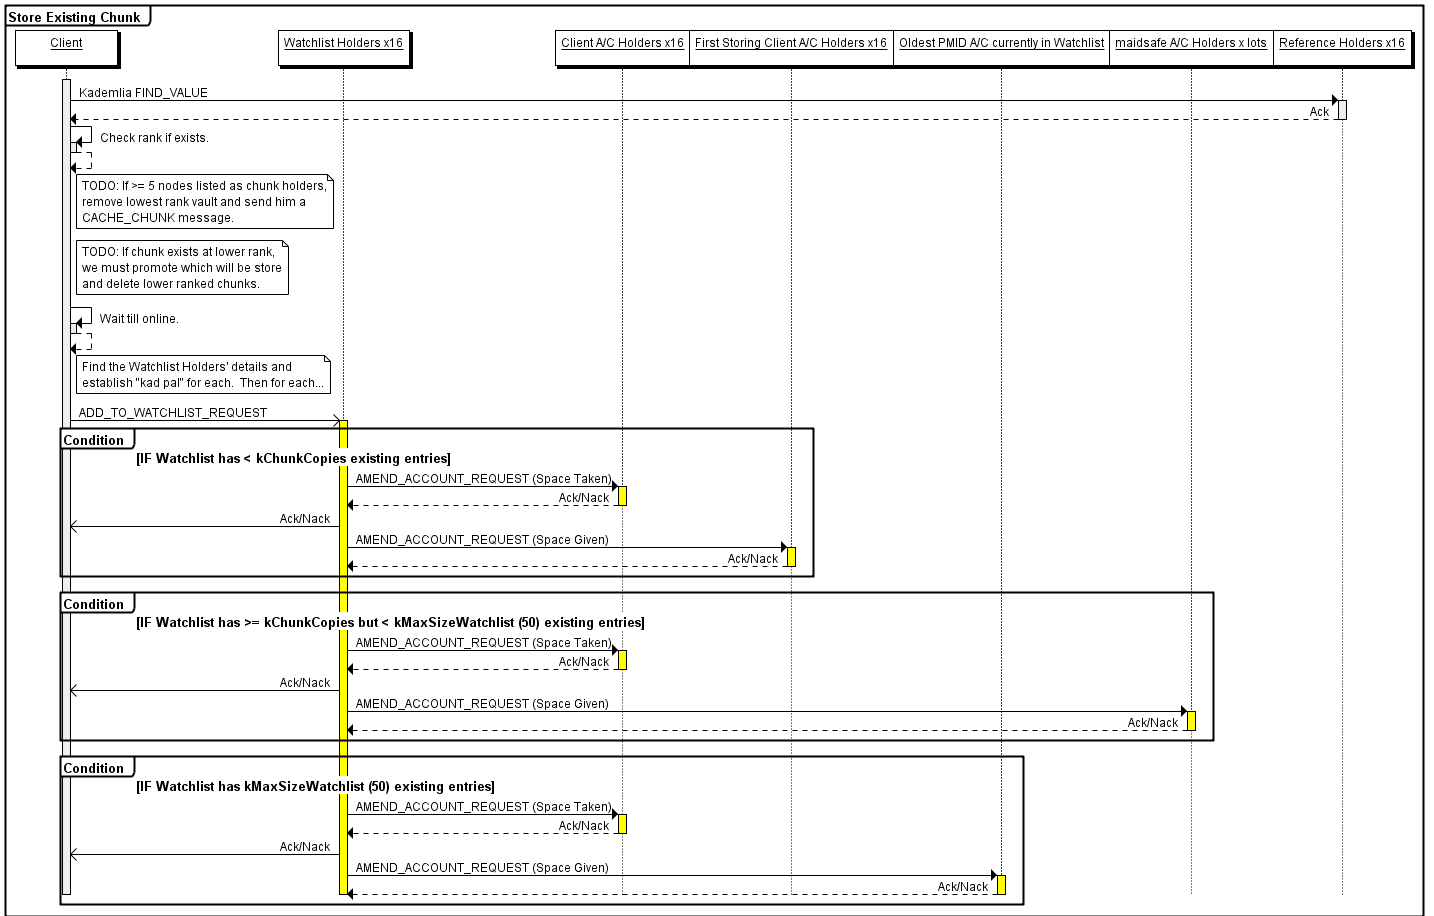 Store Existing Chunk
Client
Watchlist Holders x16
Client A/C Holders x16
First Storing Client A/C Holders x16
Oldest PMID A/C currently in Watchlist
maidsafe A/C Holders x lots
Reference Holders x16
Kademlia FIND_VALUE
Ack
Check rank if exists.
TODO: If >= 5 nodes listed as chunk holders,
remove lowest rank vault and send him a
CACHE_CHUNK message.
TODO: If chunk exists at lower rank,
we must promote which will be store
and delete lower ranked chunks.
Wait till online.
Find the Watchlist Holders' details and
establish "kad pal" for each.  Then for each...
ADD_TO_WATCHLIST_REQUEST
Condition
[IF Watchlist has < kChunkCopies existing entries]
AMEND_ACCOUNT_REQUEST (Space Taken)
Ack/Nack
Ack/Nack
AMEND_ACCOUNT_REQUEST (Space Given)
Ack/Nack
Condition
[IF Watchlist has >= kChunkCopies but < kMaxSizeWatchlist (50) existing entries]
AMEND_ACCOUNT_REQUEST (Space Taken)
Ack/Nack
Ack/Nack
AMEND_ACCOUNT_REQUEST (Space Given)
Ack/Nack
Condition
[IF Watchlist has kMaxSizeWatchlist (50) existing entries]
AMEND_ACCOUNT_REQUEST (Space Taken)
Ack/Nack
Ack/Nack
AMEND_ACCOUNT_REQUEST (Space Given)
Ack/Nack